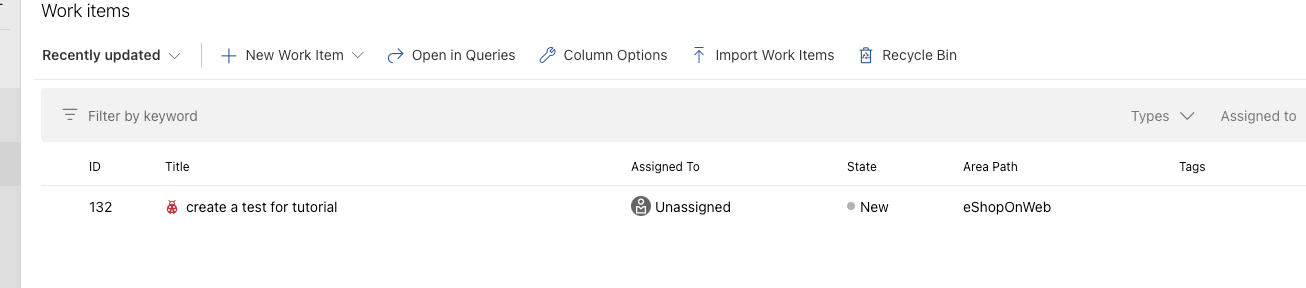 Work items
Recently updated New Work Item Open in Queries Column Options Import Work Items Recycle Bin
Filter by keyword Types Assigned to
ID Title Assigned To State Area Path Tags
132 create a test for tutorial Unassigned New eShopOnWeb